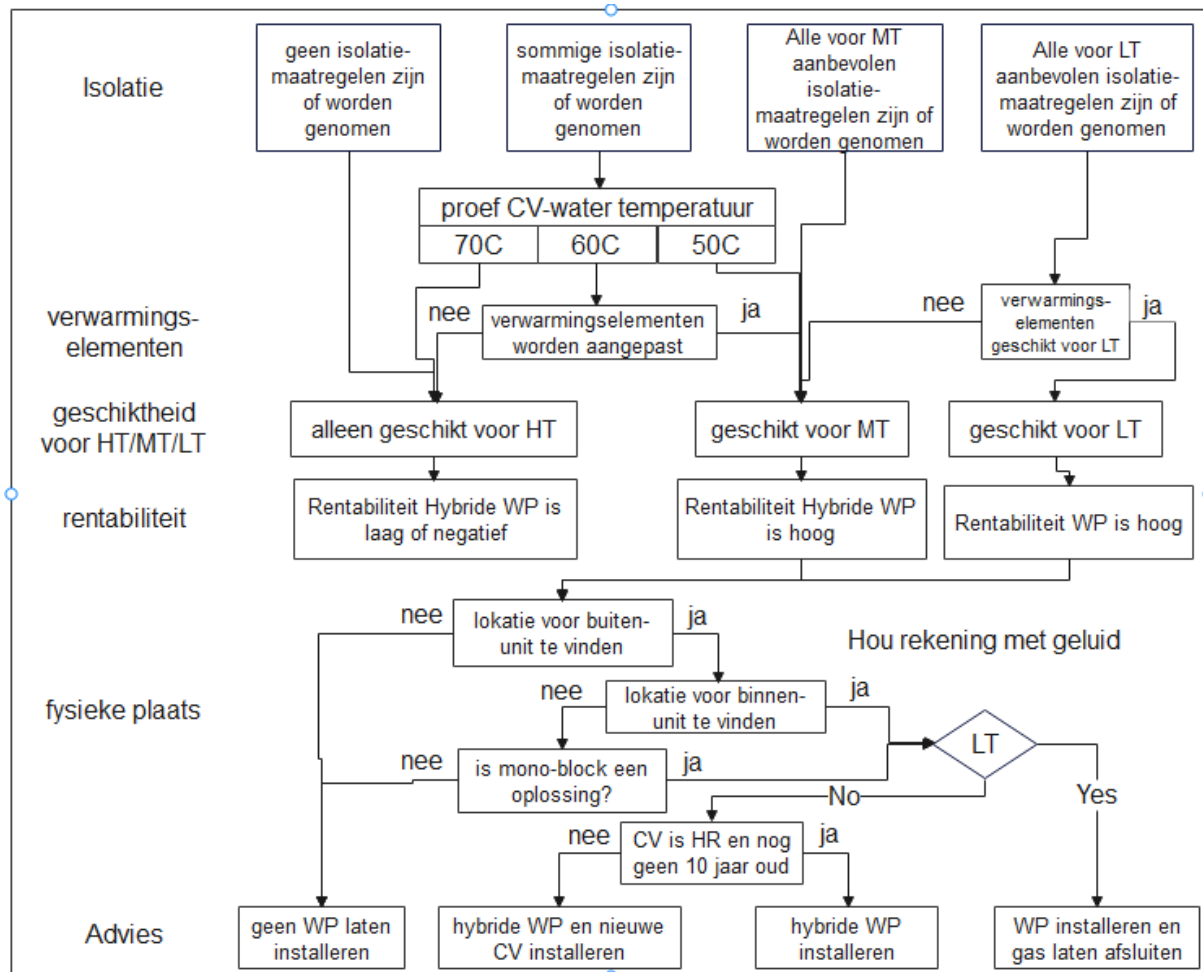 Isolatie
geen isolatie-
maatregelen zijn
of worden
genomen
sommige isolatie-
maatregelen zijn
of worden
genomen
Alle voor MT
aanbevolen
isolatie-
maatregelen zijn of
worden genomen
Alle voor LT
aanbevolen isolatie-
maatregelen zijn of
worden genomen
proef CV-water temperatuur
70C 60C 50C
verwarmings-
elementen
nee
verwarmingselementen
worden aangepast
ja
nee
verwarmings-
elementen
geschikt voor LT
ja
geschiktheid
voor HT/MT/LT
alleen geschikt voor HT
geschikt voor MT
geschikt voor LT
rentabiliteit
Rentabiliteit Hybride WP is
laag of negatief
Rentabiliteit Hybride WP
is hoog
Rentabiliteit WP is hoog
nee
lokatie voor buiten-
unit te vinden
ja
Hou rekening met geluid
fysieke plaats
nee
lokatie voor binnen-
unit te vinden
ja
LT
nee
is mono-block een
oplossing?
ja
No
Yes
nee
CV is HR en nog
geen 10 jaar oud
ja
Advies
geen WP laten
installeren
hybride WP en nieuwe
CV installeren
hybride WP
installeren
WP installeren en
gas laten afsluiten